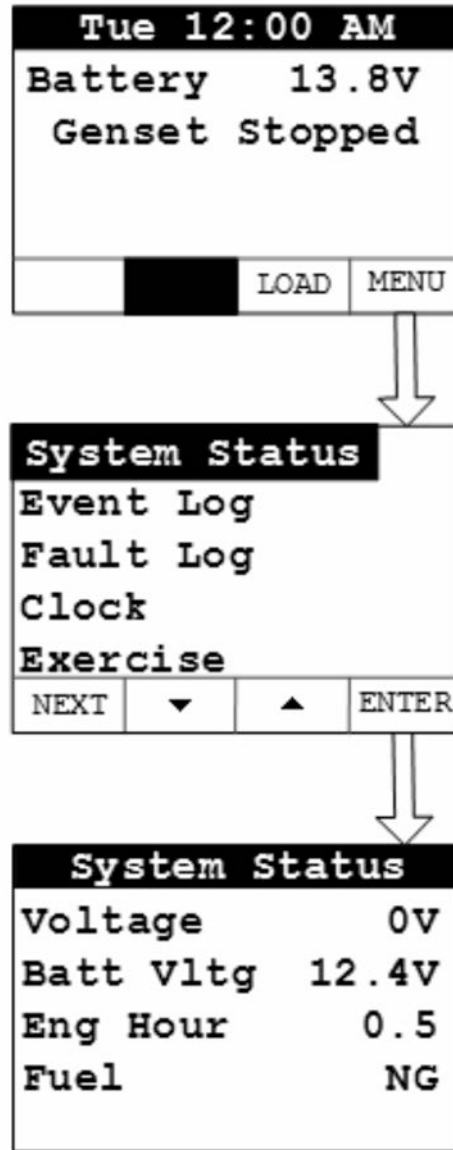 Tue 12:00 AM
Battery 13.8V
Genset Stopped
LOAD MENU
System Status
Event Log
Fault Log
Clock
Exercise
NEXT ▼ ▲ ENTER
System Status
Voltage 0V
Batt Vltg 12.4V
Eng Hour 0.5
Fuel NG